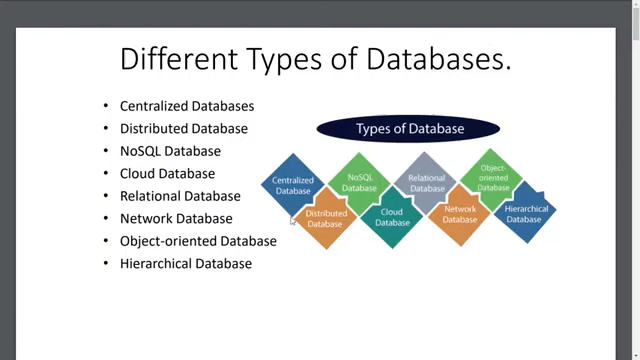 Different Types of Databases.
• Centralized Databases
• Distributed Database
• NoSQL Database
• Cloud Database
• Relational Database
• Network Database
• Object-oriented Database
• Hierarchical Database
Types of Database
Centralized
Database
Distributed
Database
NoSQL
Database
Cloud
Database
Relational
Database
Network
Database
Object-
oriented
Database
Hierarchical
Database